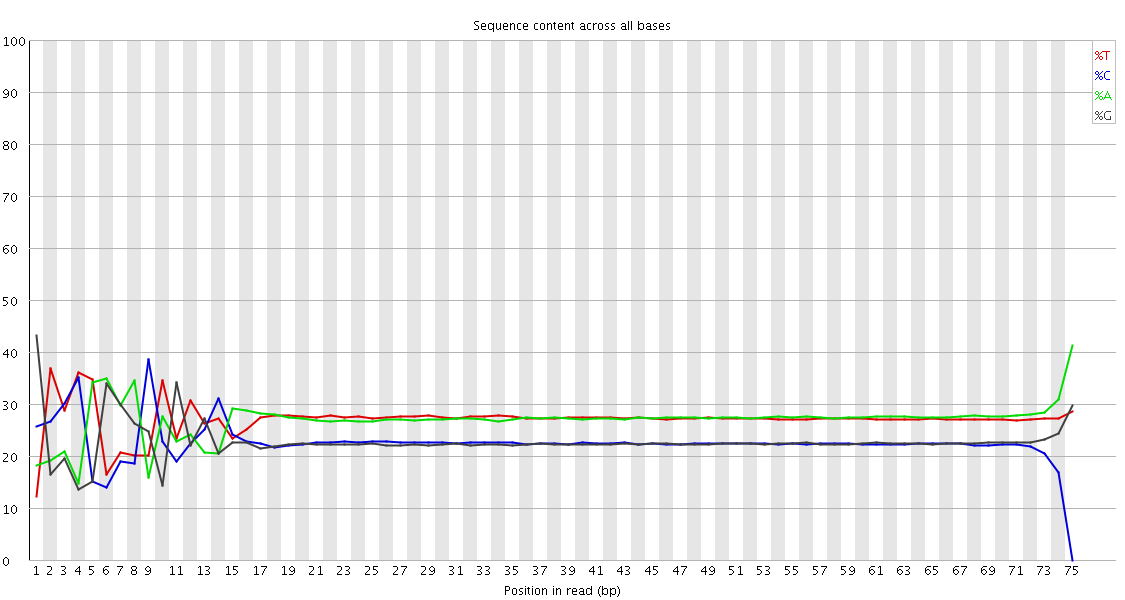 Sequence content across all bases
100
90
80
70
60
50
40
30
20
10
0
%T
%C
%A
%G
1 2 3 4 5 6 7 8 9 11 13 15 17 19 21 23 25 27 29 31 33 35 37 39 41 43 45 47 49 51 53 55 57 59 61 63 65 67 69 71 73 75
Position in read (bp)